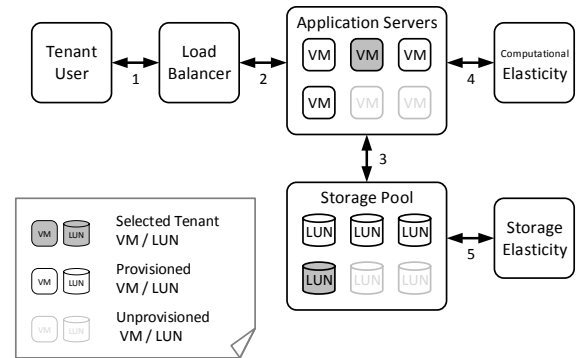 Application Servers
Tenant
User
1
Load
Balancer
2
VM VM VM
VM VM VM
4
Computational
Elasticity
3
Storage Pool
LUN LUN LUN
LUN LUN LUN
5
Storage
Elasticity
VM LUN
Selected Tenant
VM / LUN
VM LUN
Provisioned
VM / LUN
VM LUN
Unprovisioned
VM / LUN